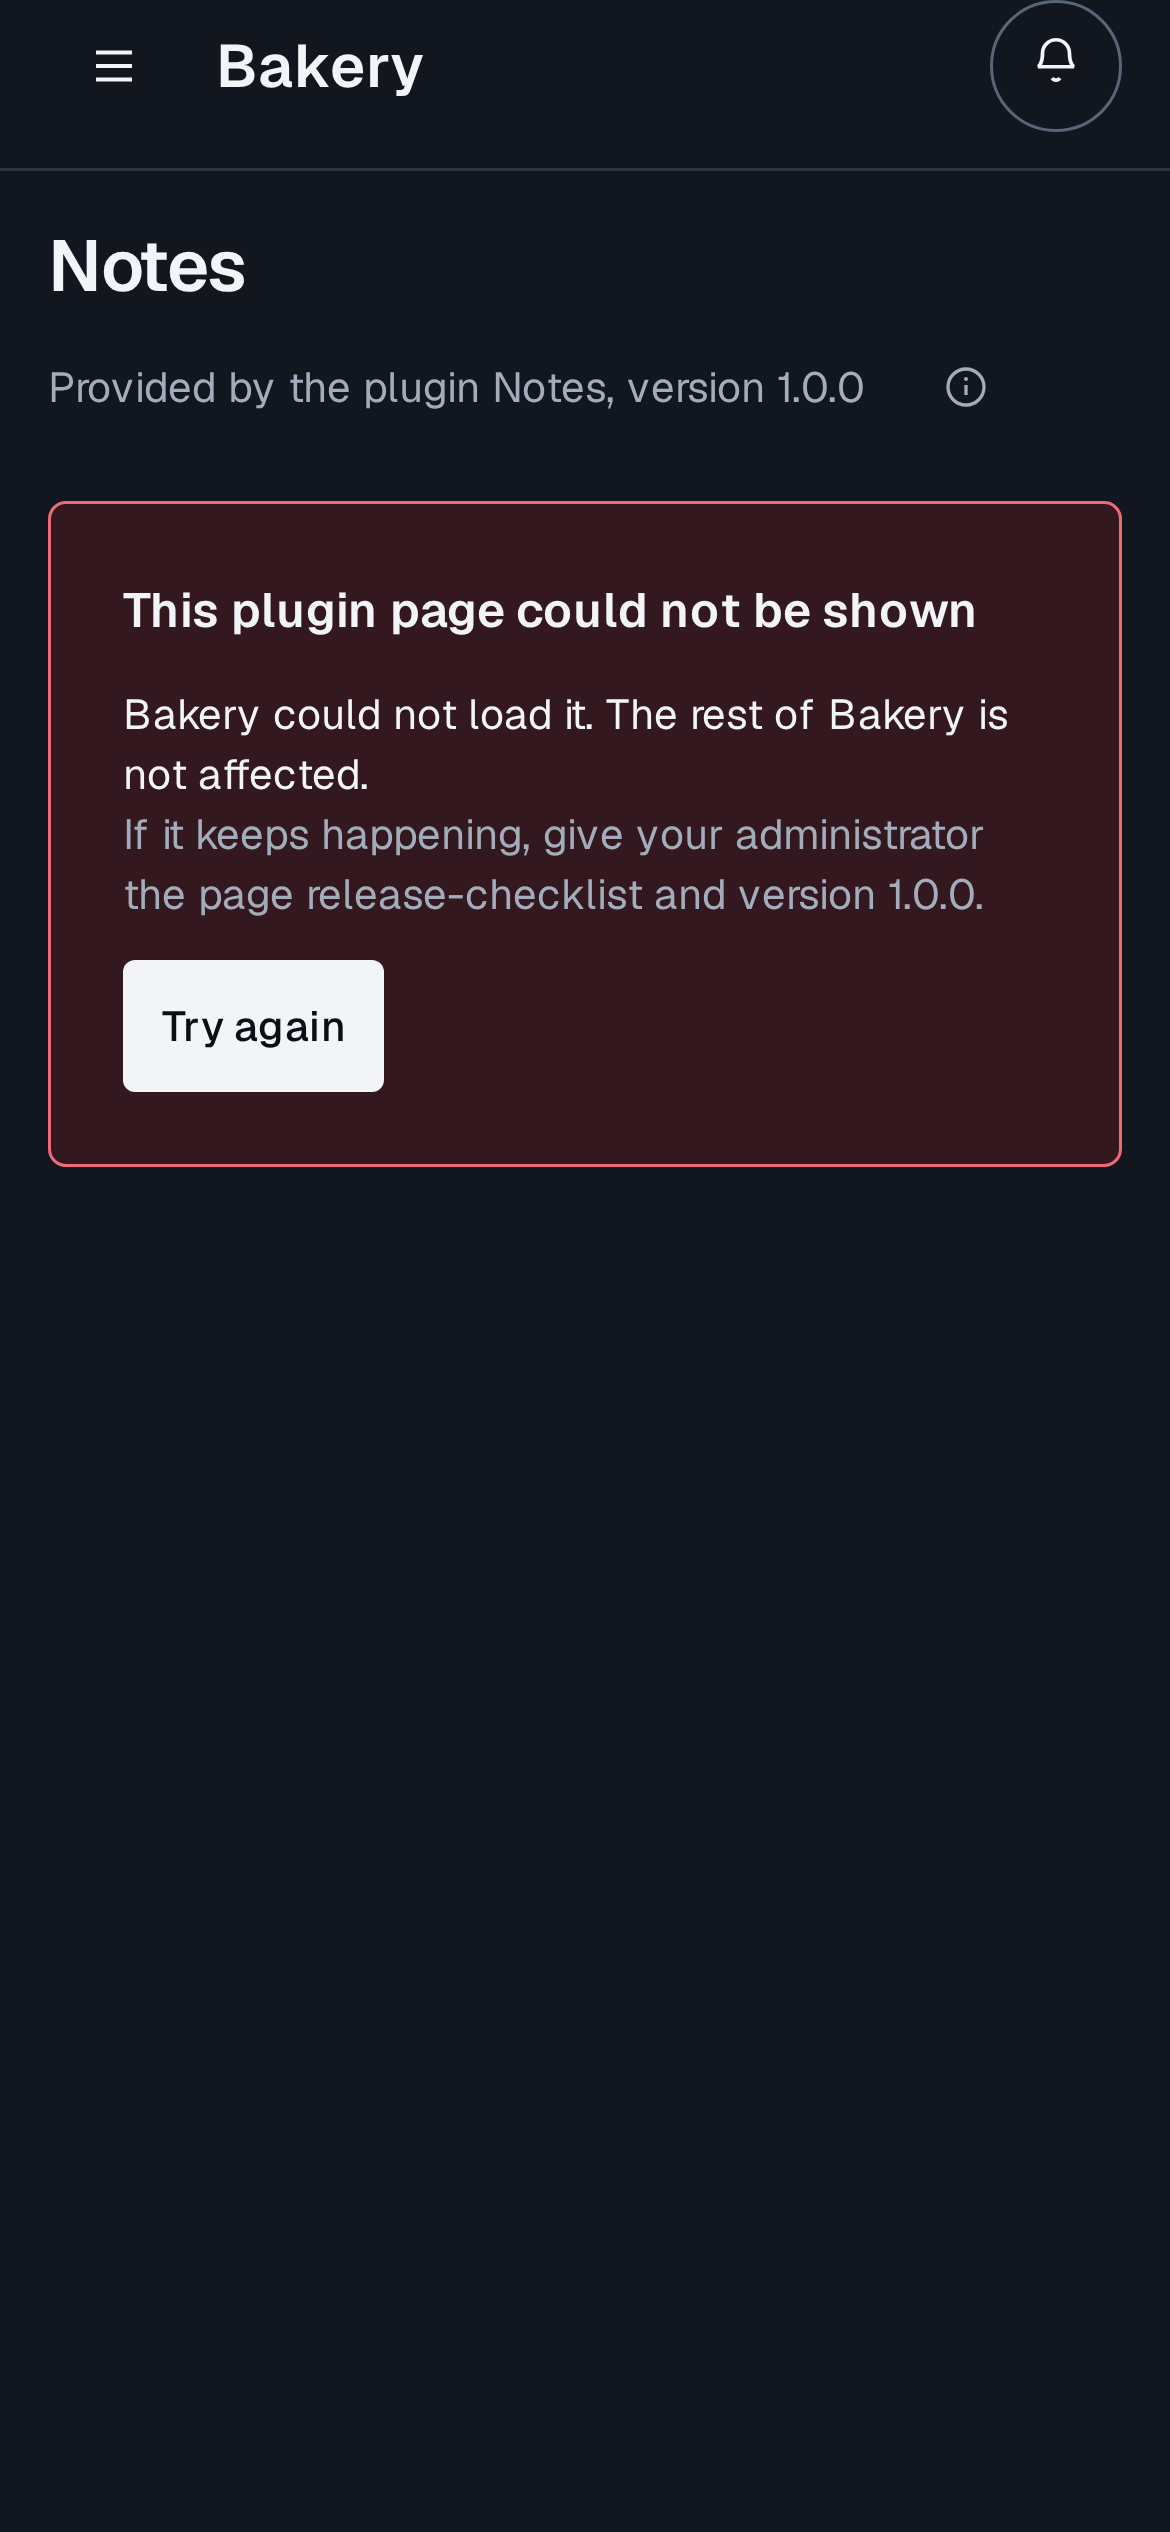 Bakery
Notes
Provided by the plugin Notes, version 1.0.0
This plugin page could not be shown
Bakery could not load it. The rest of Bakery is
not affected.
If it keeps happening, give your administrator
the page release-checklist and version 1.0.0.
Try again